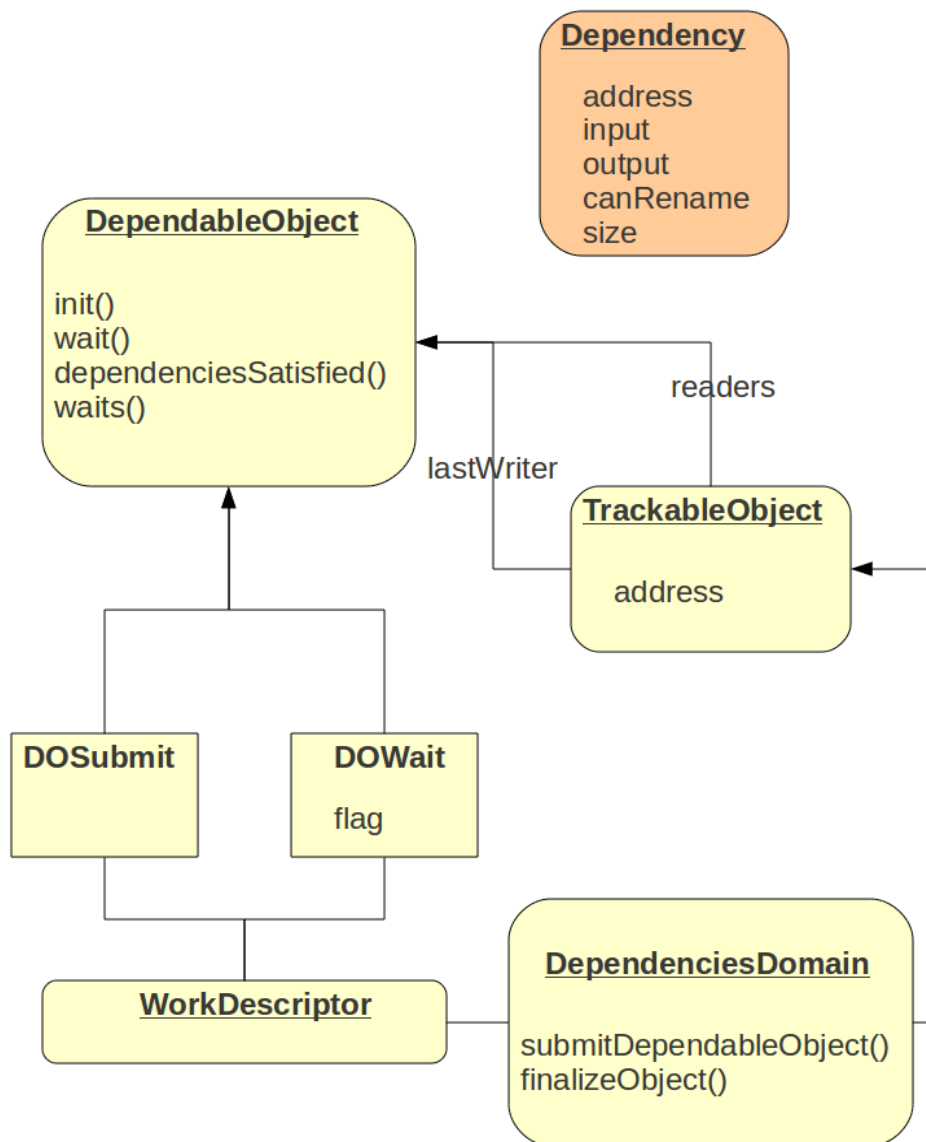 Dependency
address
input
output
canRename
size
DependableObject
init()
wait()
dependenciesSatisfied()
waits()
readers
lastWriter
TrackableObject
address
DOSubmit
DOWait
flag
DependenciesDomain
submitDependableObject()
finalizeObject()
WorkDescriptor